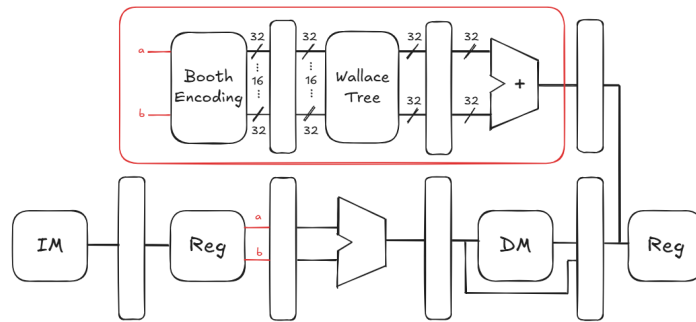 32 32 32 32
a
Booth Encoding
⋮
16
⋮
⋮
16
⋮
Wallace Tree
+
b
32 32 32 32
a
IM Reg DM Reg
b